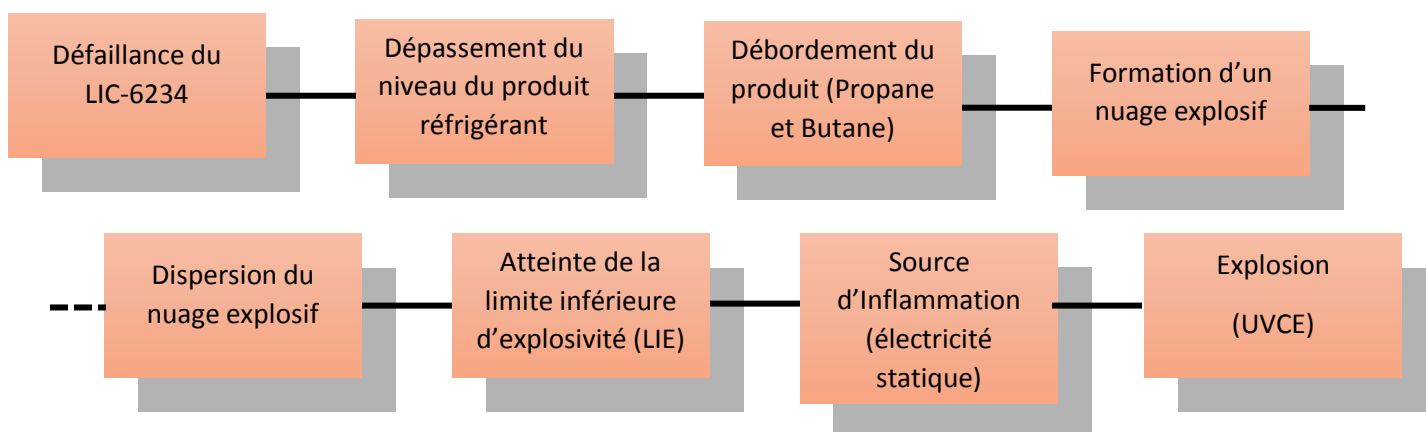 Défaillance du
LIC-6234
Dépassement du
niveau du produit
réfrigérant
Débordement du
produit (Propane
et Butane)
Formation d’un
nuage explosif
Dispersion du
nuage explosif
Atteinte de la
limite inférieure
d’explosivité (LIE)
Source
d’Inflammation
(électricité
statique)
Explosion
(UVCE)